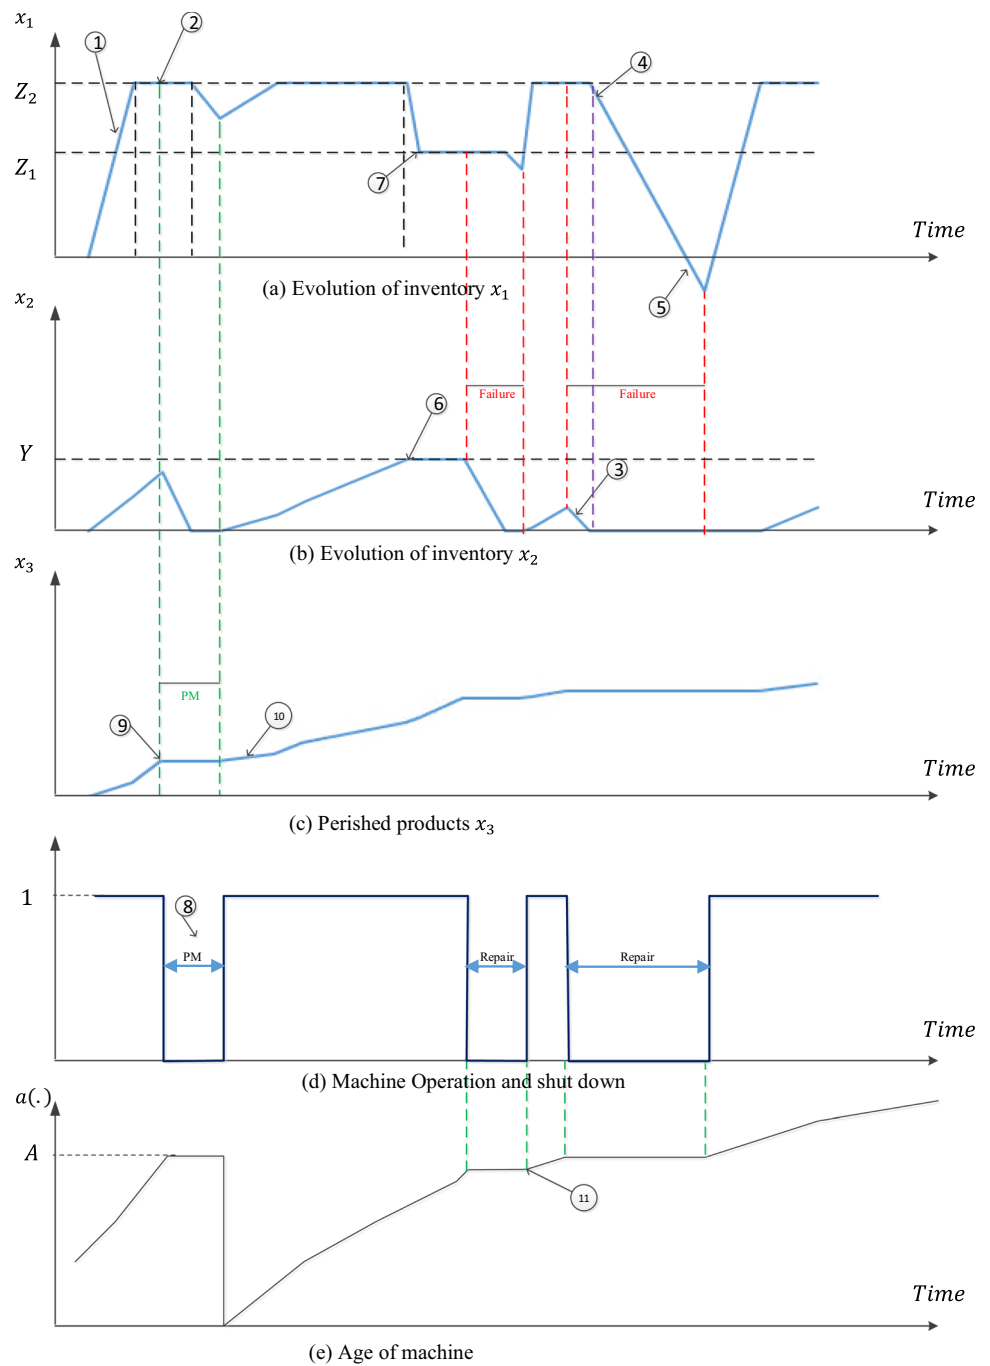 x₁
①
②
④
Z₂
Z₁
⑦
Time
⑤
(a) Evolution of inventory x₁
x₂
Failure
Failure
⑥
Y
③
Time
(b) Evolution of inventory x₂
x₃
PM
⑨
⑩
Time
(c) Perished products x₃
1
⑧
PM
Repair
Repair
Time
(d) Machine Operation and shut down
a(.)
A
⑪
Time
(e) Age of machine